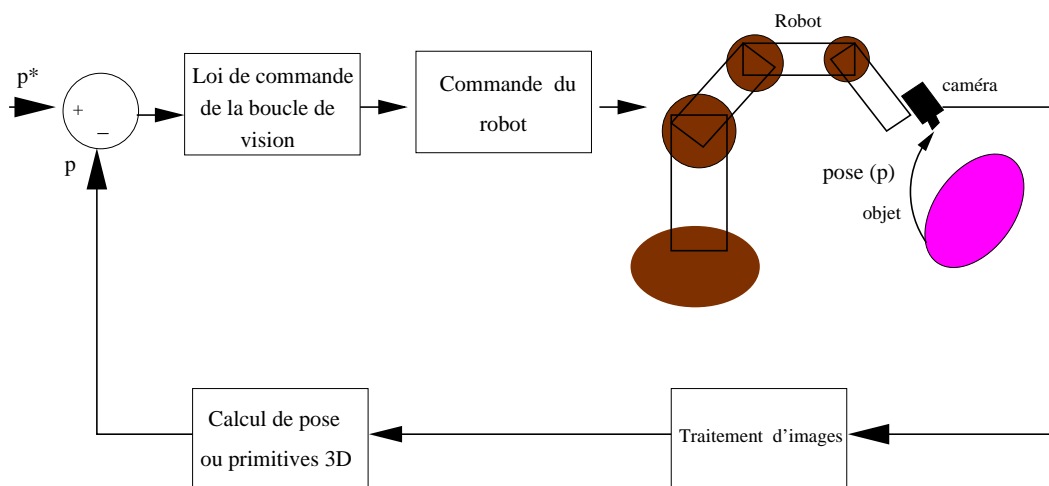 Robot
p*
+
−
p
Loi de commande
de la boucle de
vision
Commande du
robot
caméra
pose (p)
objet
Calcul de pose
ou primitives 3D
Traitement d'images